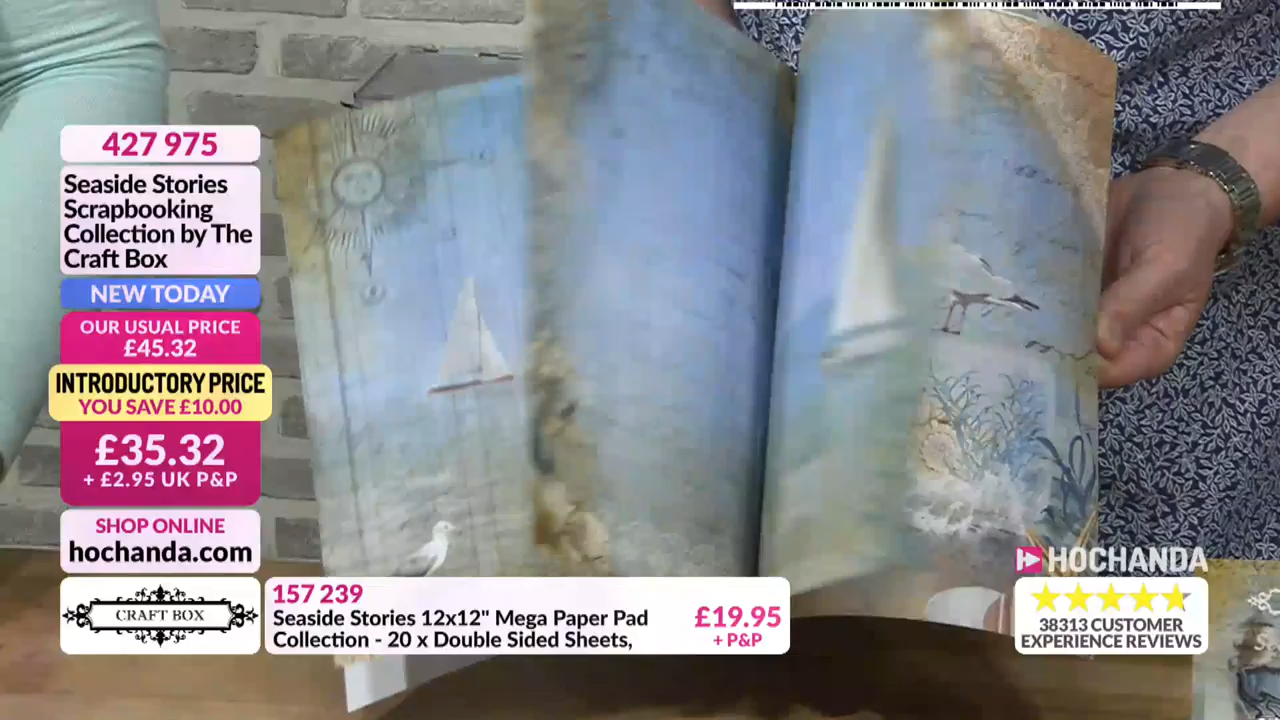 427 975
Seaside Stories
Scrapbooking
Collection by The
Craft Box
NEW TODAY
OUR USUAL PRICE
£45.32
INTRODUCTORY PRICE
YOU SAVE £10.00
£35.32
+ £2.95 UK P&P
SHOP ONLINE
hochanda.com
CRAFT BOX
157 239
Seaside Stories 12x12" Mega Paper Pad
Collection - 20 x Double Sided Sheets,
£19.95
+ P&P
HOCHANDA
38313 CUSTOMER
EXPERIENCE REVIEWS